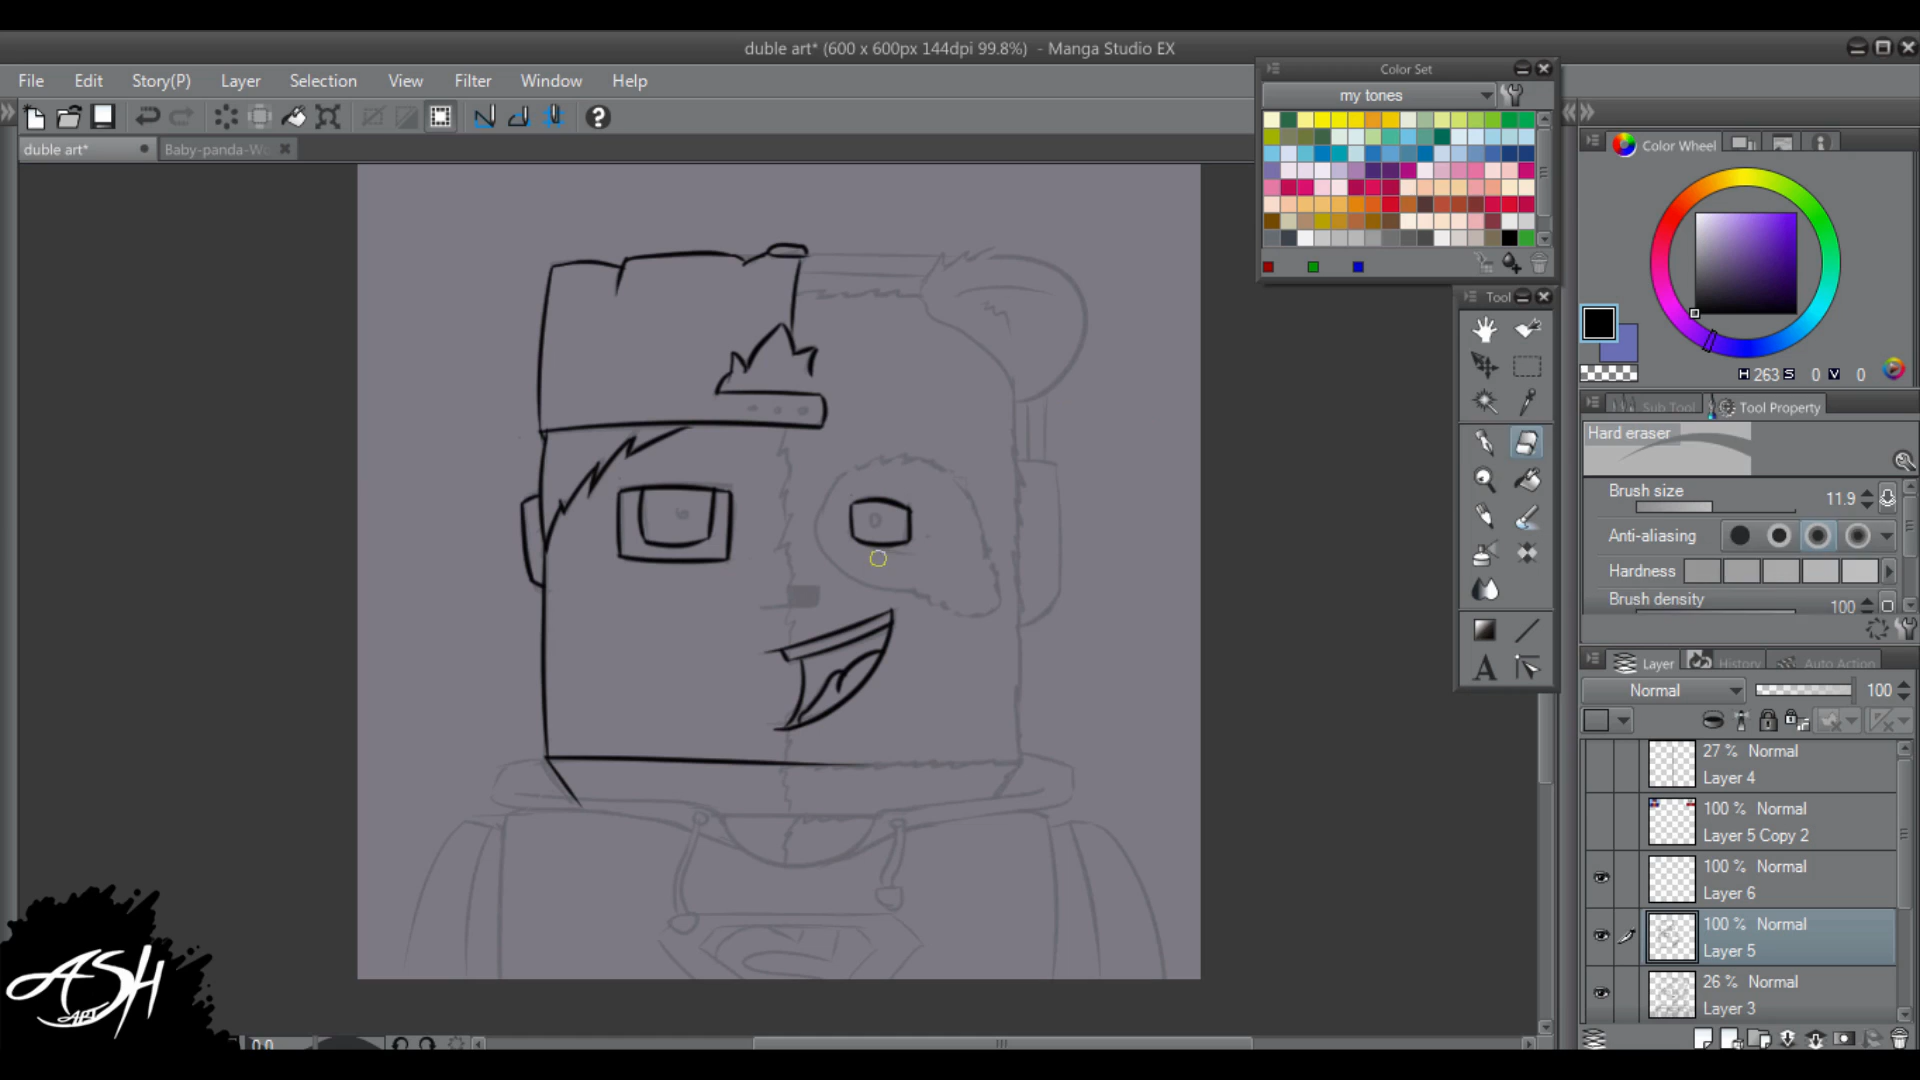 duble art* (600 x 600px 144dpi 99.8%) - Manga Studio EX
File Edit Story(P) Layer Selection View Filter Window Help
duble art*
Baby-panda-Wo
Color Set
my tones
Color Wheel
H 263 S 0 V 0
Tool
Sub Tool
Tool Property
Hard eraser
Brush size 11.9
Anti-aliasing
Hardness
Brush density 100
Layer History Auto Action
Normal 100
27 % Normal
Layer 4
100 % Normal
Layer 5 Copy 2
100 % Normal
Layer 6
100 % Normal
Layer 5
26 % Normal
Layer 3
0.0
ASH
ART